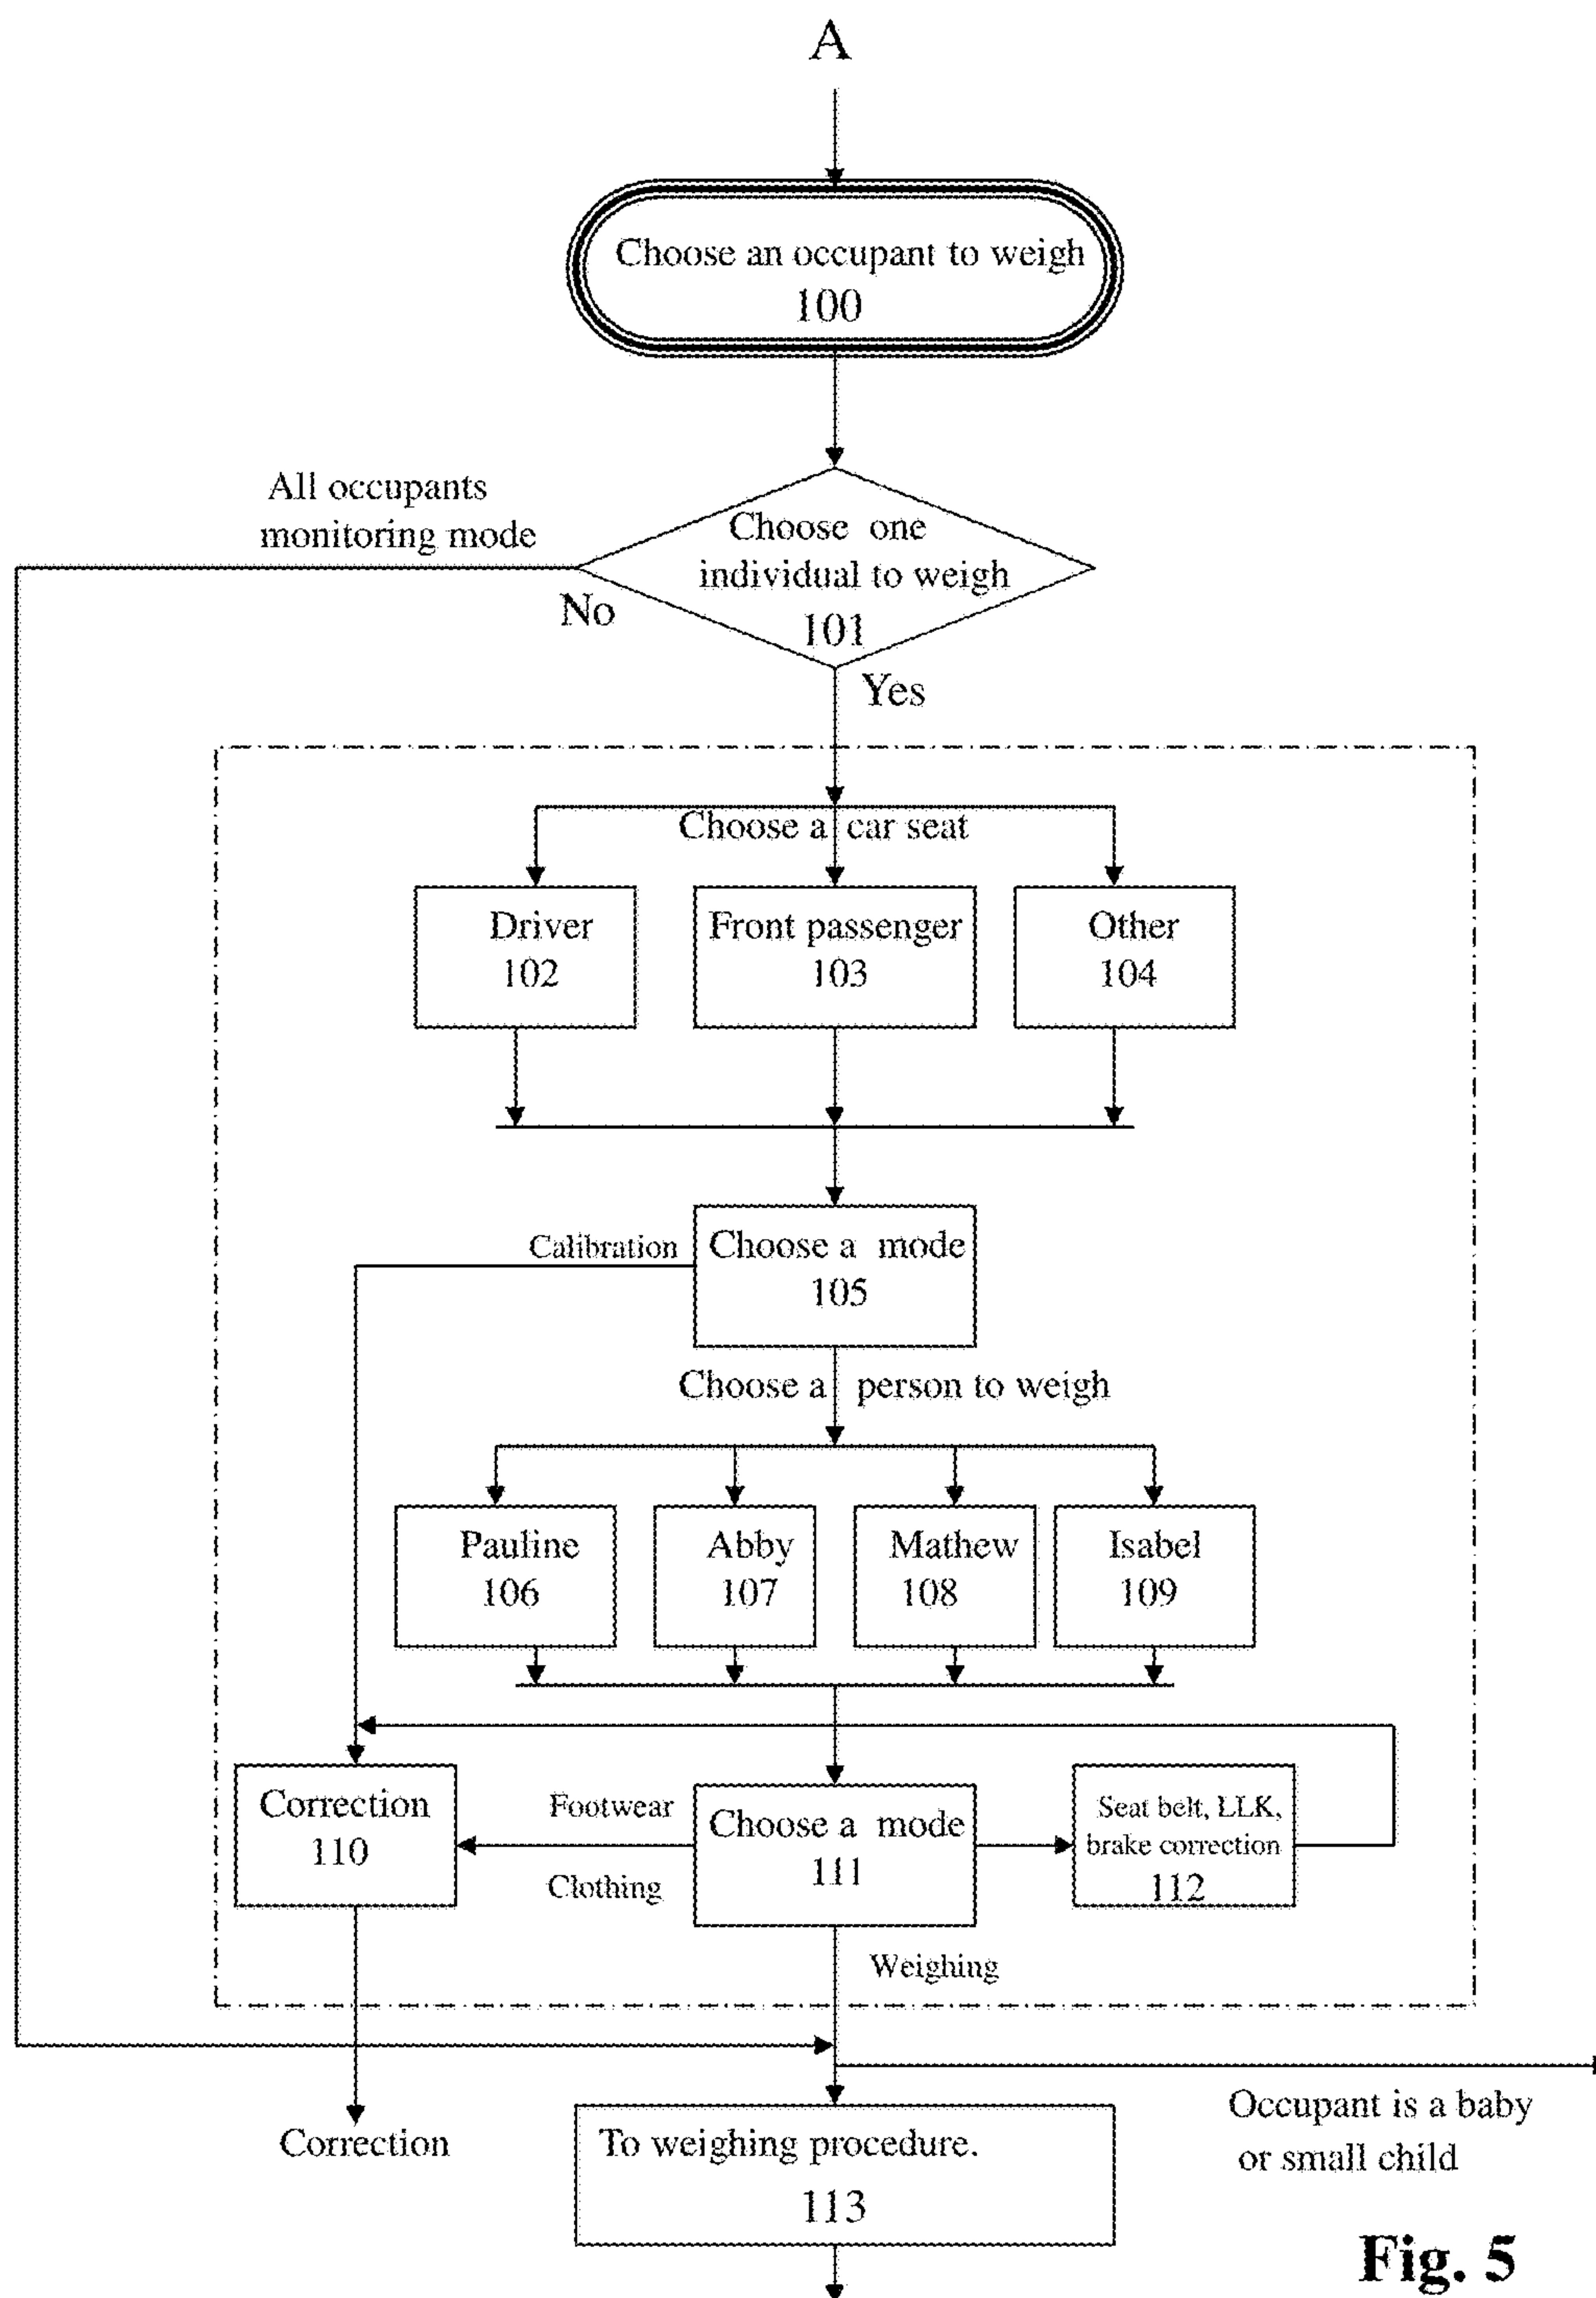 A
Choose an occupant to weigh
100
All occupants
monitoring mode
Choose one
individual to weigh
101
No
Yes
Choose a car seat
Driver
102
Front passenger
103
Other
104
Calibration
Choose a mode
105
Choose a person to weigh
Pauline
106
Abby
107
Mathew
108
Isabel
109
Correction
110
Footwear
Clothing
Choose a mode
111
Seat belt, LLK,
brake correction
112
Weighing
Correction
To weighing procedure.
113
Occupant is a baby
or small child
Fig. 5